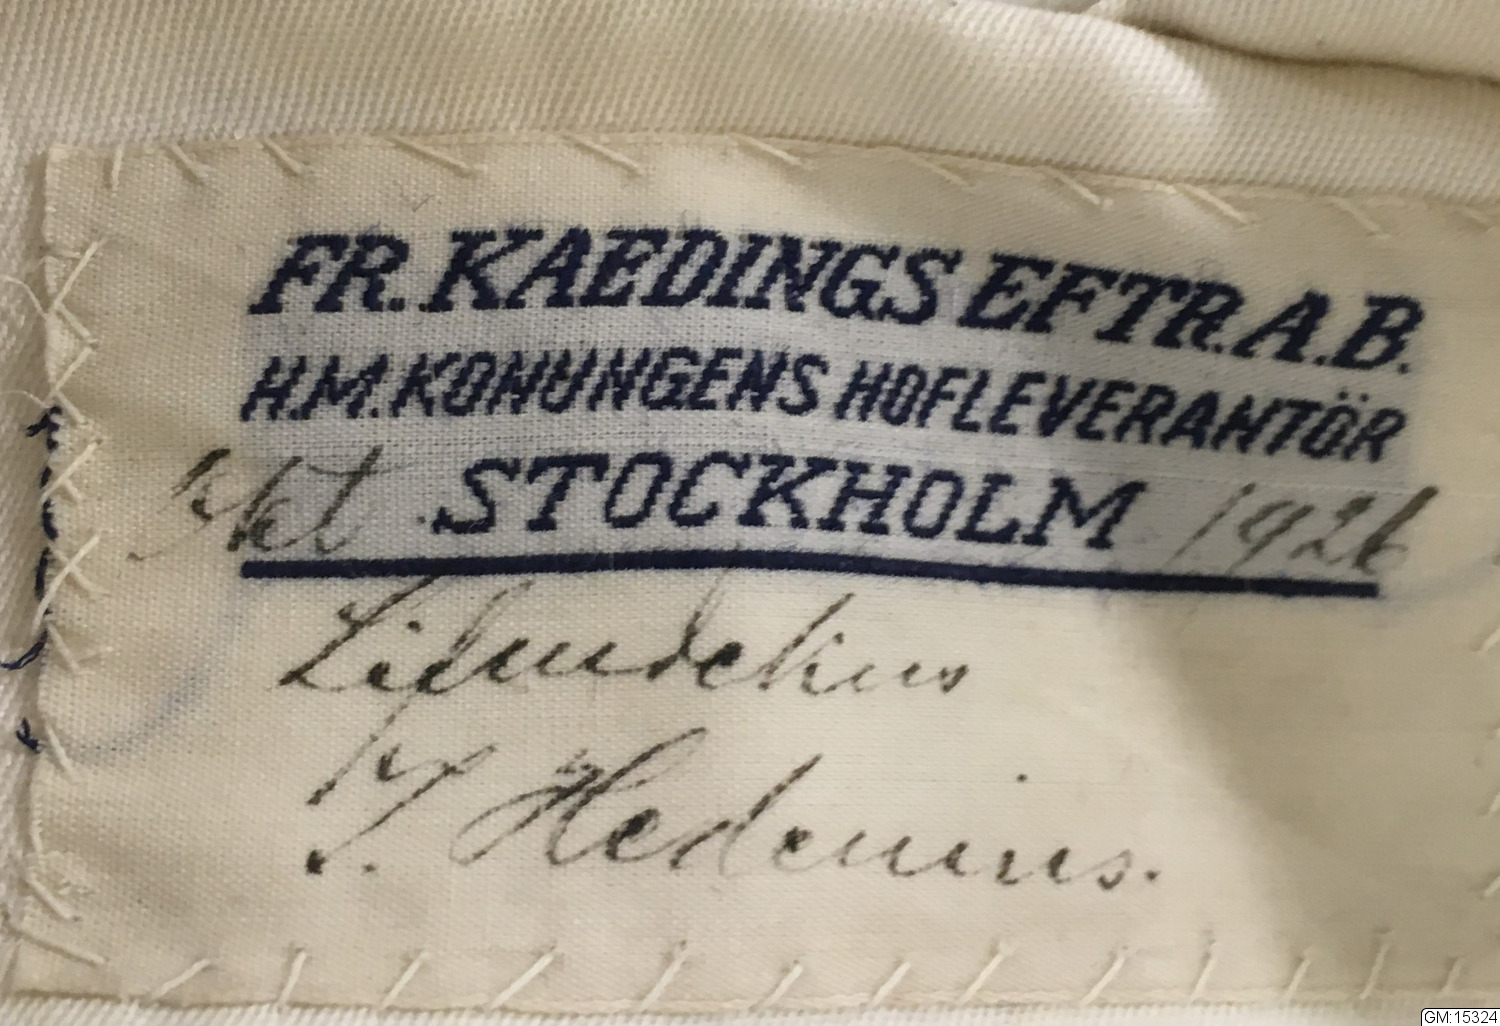 FR. KAEDINGS EFTR. A.B.
H.M. KONUNGENS HOFLEVERANTÖR
STOCKHOLM 1926
Hedenius.
GM:15324